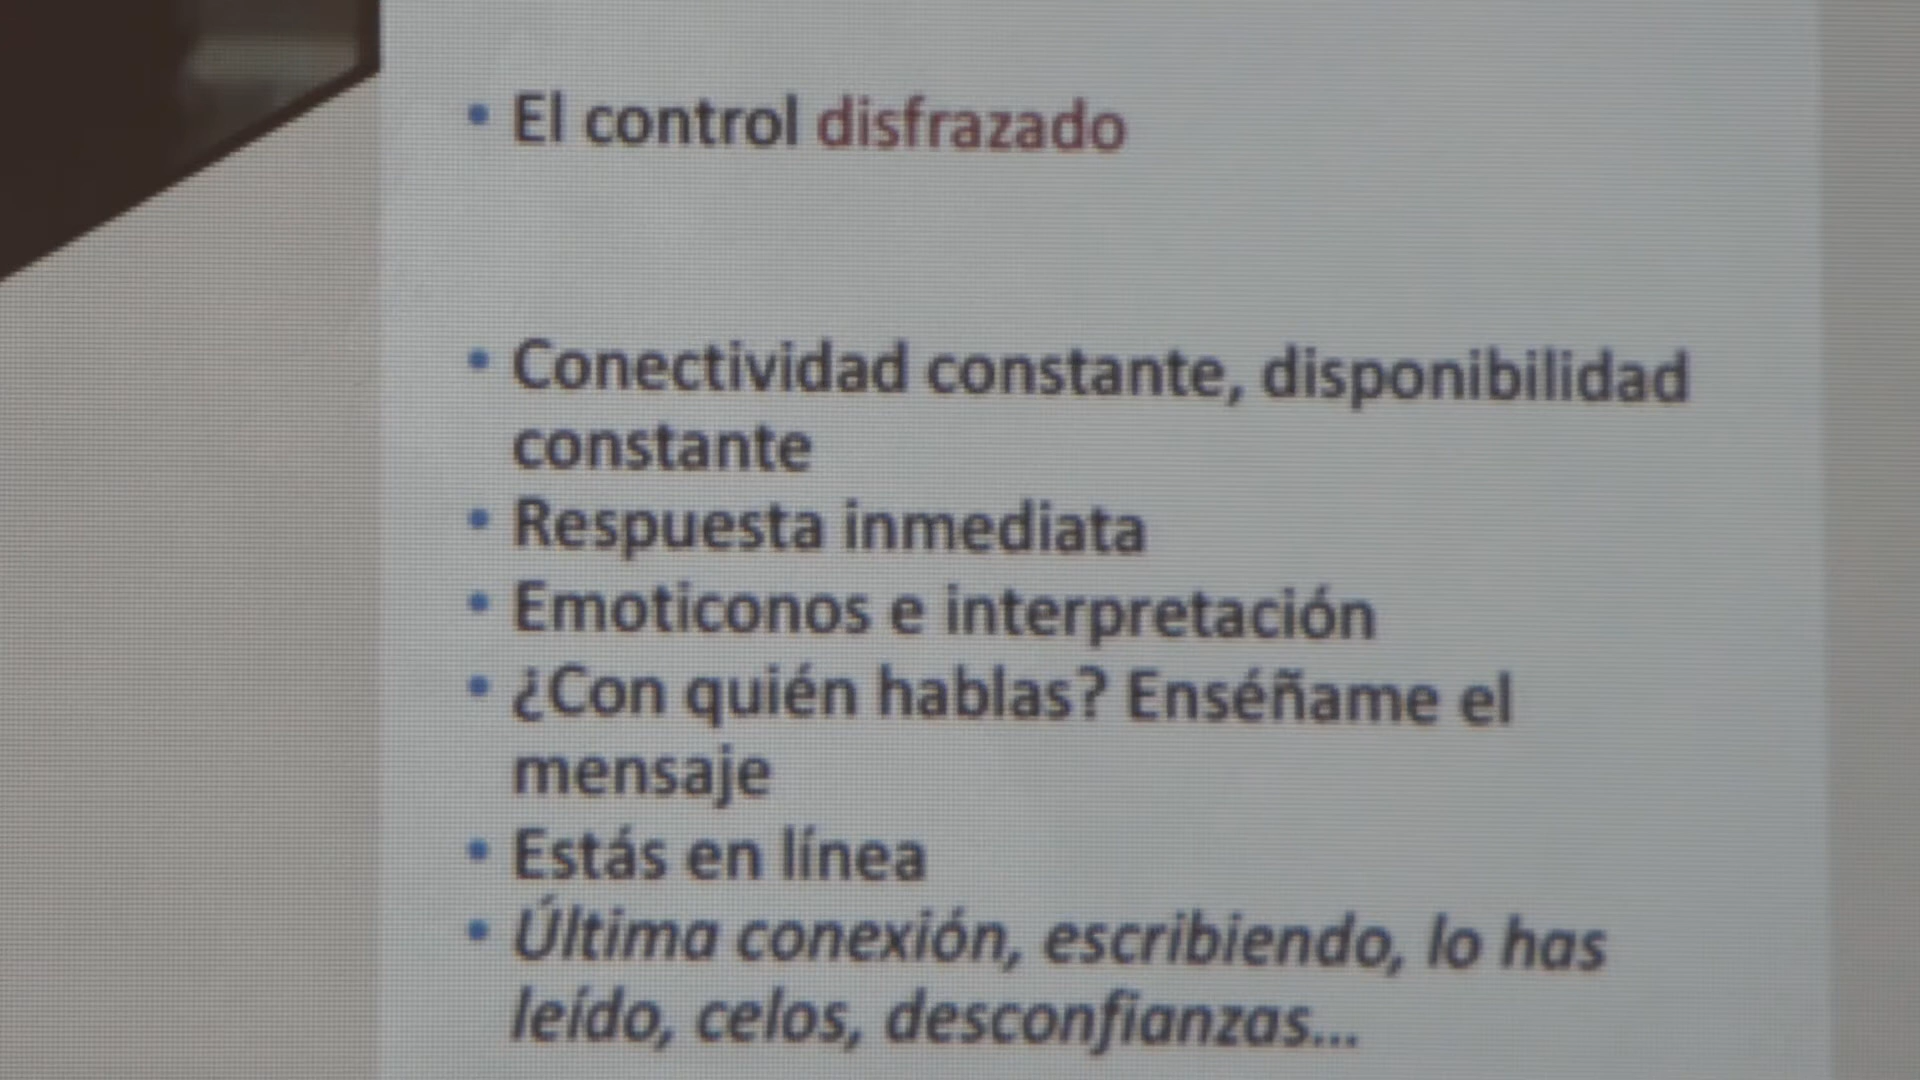 • El control disfrazado
• Conectividad constante, disponibilidad
constante
• Respuesta inmediata
• Emoticonos e interpretación
• ¿Con quién hablas? Enséñame el
mensaje
• Estás en línea
• Última conexión, escribiendo, lo has
leído, celos, desconfianzas...